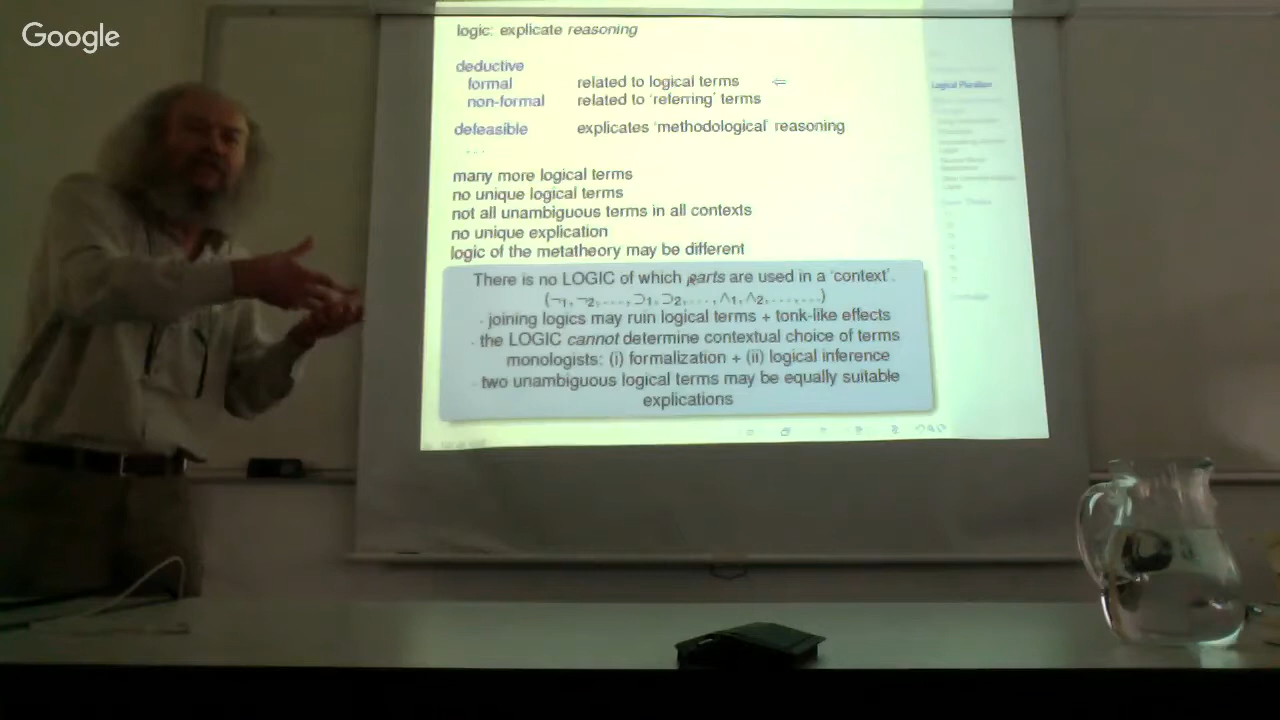 Google
logic: explicate reasoning
deductive
formal related to logical terms ⇐
non-formal related to 'referring' terms
defeasible explicates 'methodological' reasoning
...
many more logical terms
no unique logical terms
not all unambiguous terms in all contexts
no unique explication
logic of the metatheory may be different
There is no LOGIC of which parts are used in a 'context'.
(¬1, ¬2, ..., ⊃1, ⊃2, ..., ∧1, ∧2, ..., ...)
· joining logics may ruin logical terms + tonk-like effects
· the LOGIC cannot determine contextual choice of terms
monologists: (i) formalization + (ii) logical inference
· two unambiguous logical terms may be equally suitable
explications
Logical Pluralism